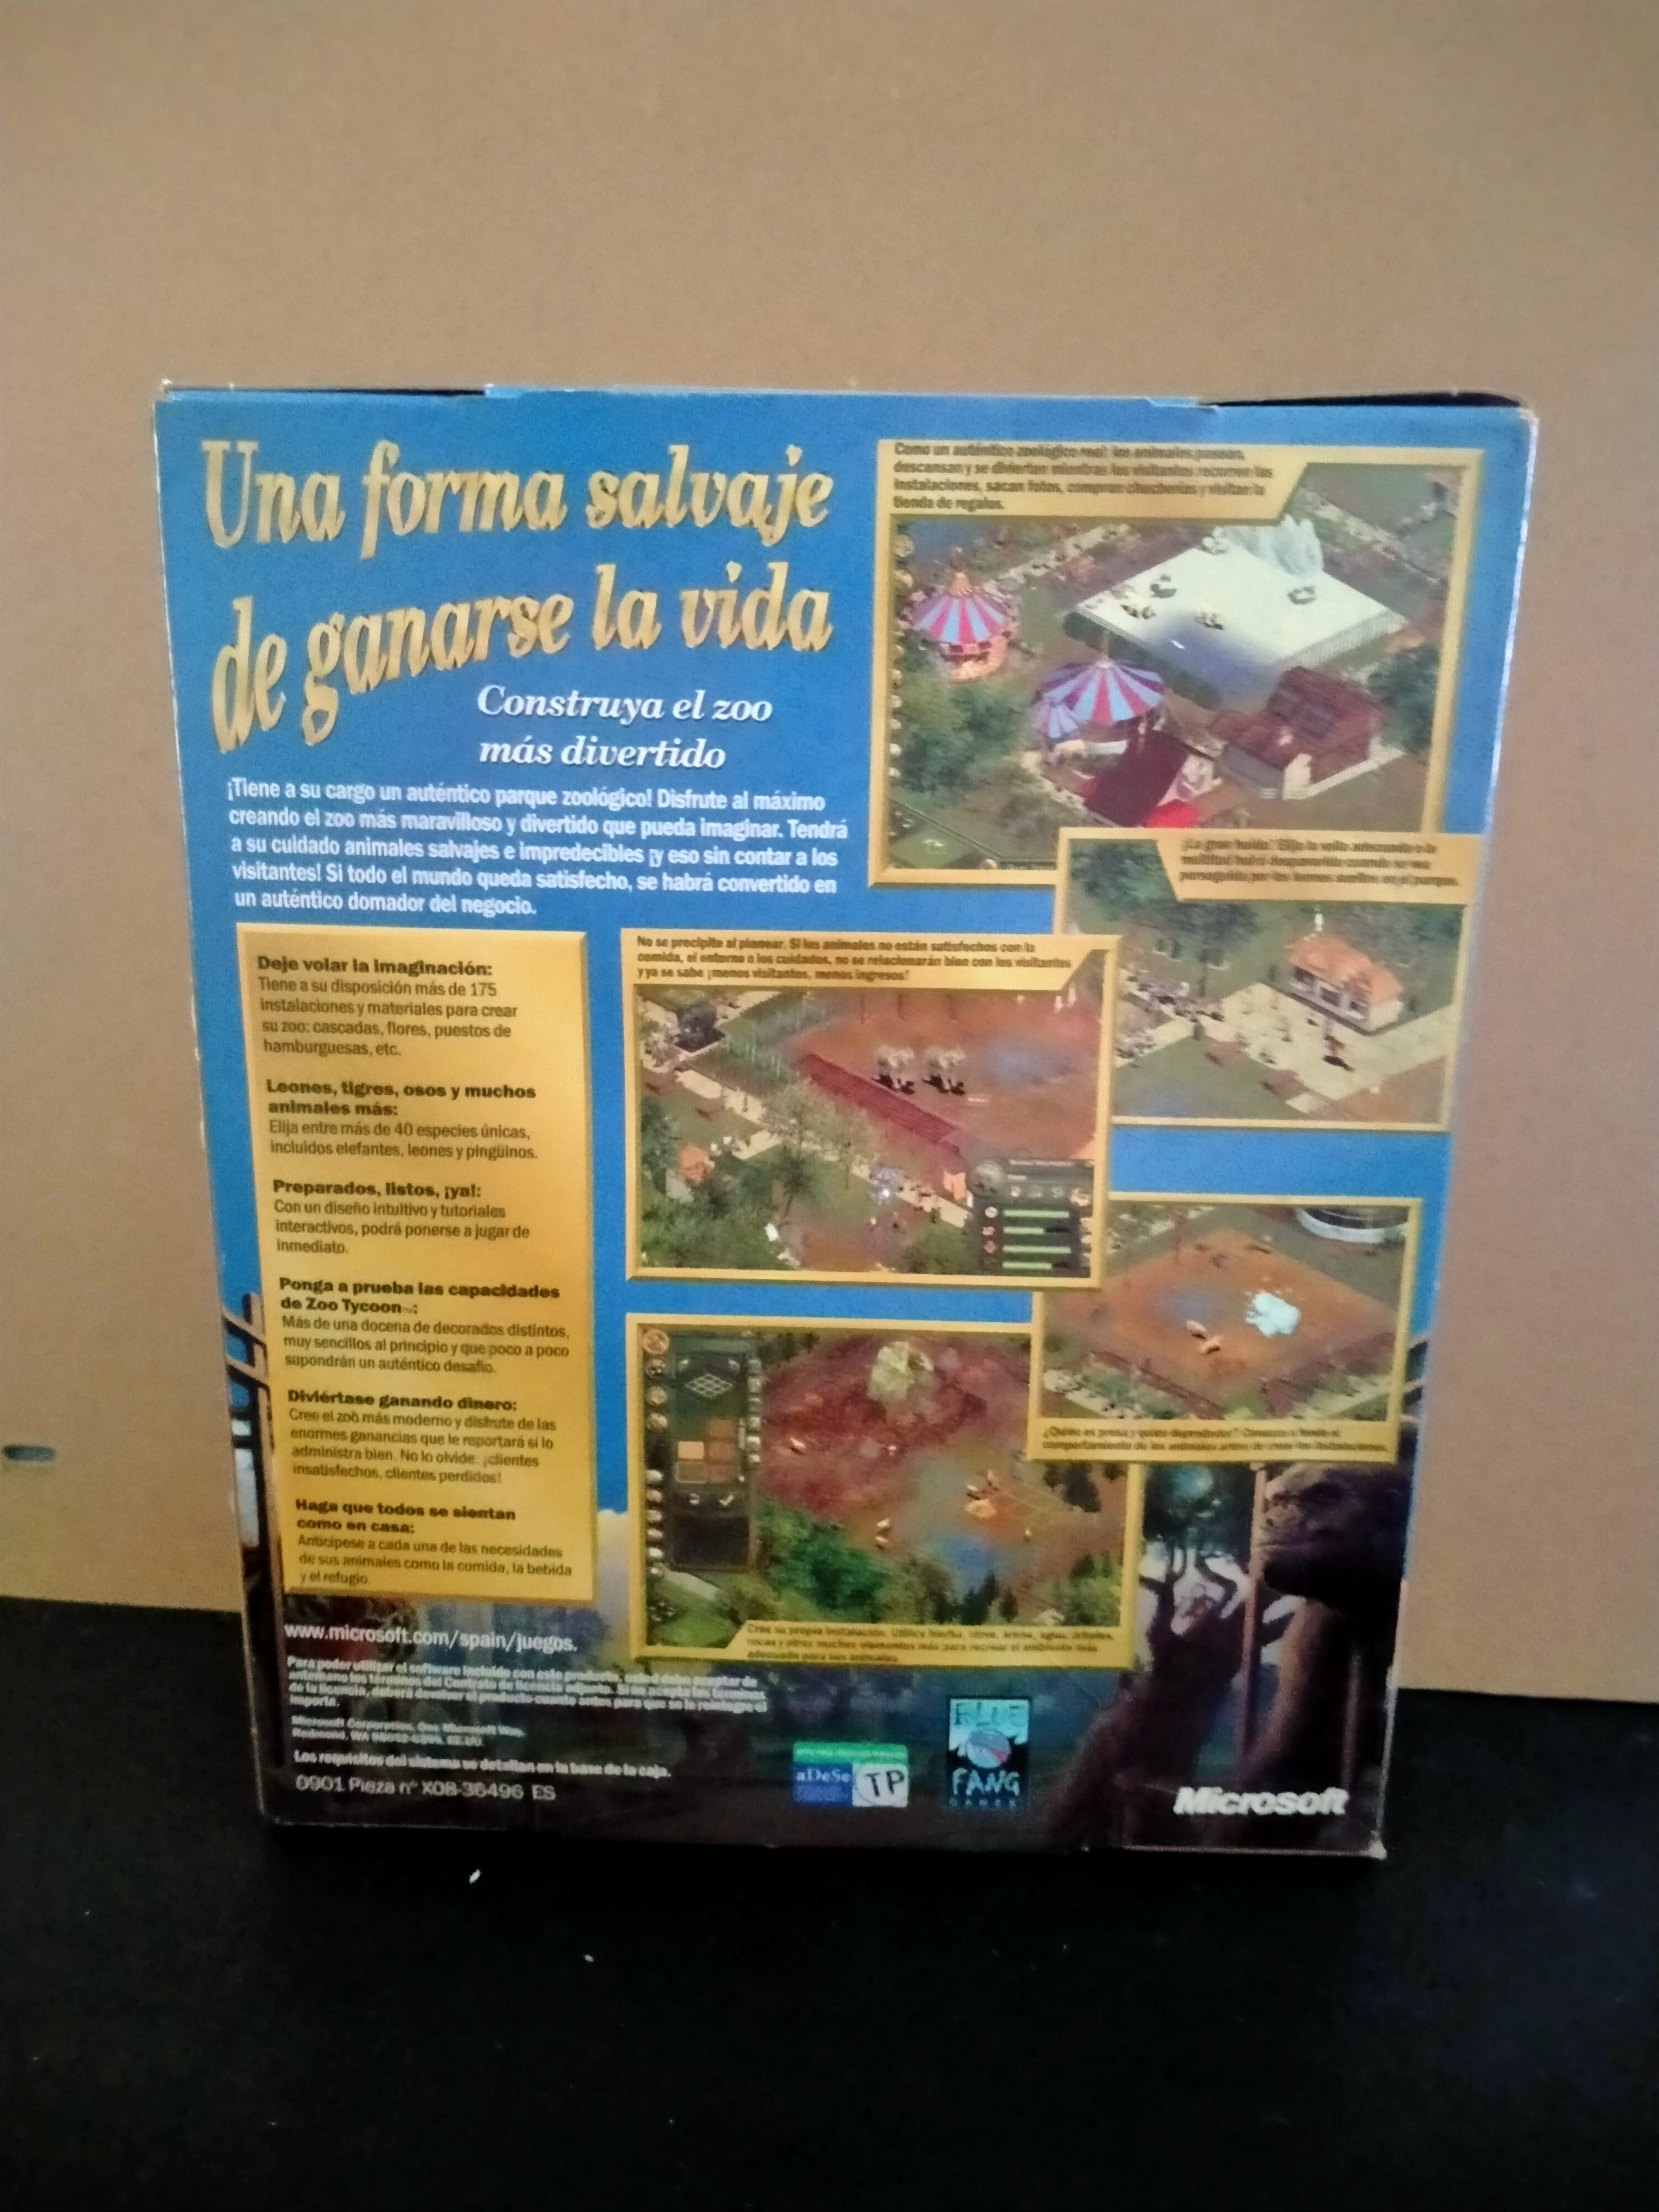 Una forma salvaje
de ganarse la vida
Construya el zoo
más divertido
¡Tiene a su cargo un auténtico parque zoológico! Disfrute al máximo
creando el zoo más maravilloso y divertido que pueda imaginar. Tendrá
a su cuidado animales salvajes e impredecibles ¡y eso sin contar a los
visitantes! Si todo el mundo queda satisfecho, se habrá convertido en
un auténtico domador del negocio.
Como un auténtico zoológico real: los animales pasean,
descansan y se divierten mientras los visitantes recorren las
instalaciones, sacan fotos, compran chucherías y visitan la
tienda de regalos.
¡La gran huida! Elija la valla adecuada o la
multitud huirá despavorida cuando se vea
perseguida por los leones sueltos en el parque.
No se precipite al planear. Si los animales no están satisfechos con la
comida, el entorno o los cuidados, no se relacionarán bien con los visitantes
y ya se sabe ¡menos visitantes, menos ingresos!
Deje volar la imaginación:
Tiene a su disposición más de 175
instalaciones y materiales para crear
su zoo: cascadas, flores, puestos de
hamburguesas, etc.
Leones, tigres, osos y muchos
animales más:
Elija entre más de 40 especies únicas,
incluidos elefantes, leones y pingüinos.
Preparados, listos, ¡ya!:
Con un diseño intuitivo y tutoriales
interactivos, podrá ponerse a jugar de
inmediato.
Ponga a prueba las capacidades
de Zoo Tycoon™:
Más de una docena de decorados distintos,
muy sencillos al principio y que poco a poco
supondrán un auténtico desafío.
Diviértase ganando dinero:
Cree el zoo más moderno y disfrute de las
enormes ganancias que le reportará si lo
administra bien. No lo olvide: ¡clientes
insatisfechos, clientes perdidos!
Haga que todos se sientan
como en casa:
Anticípese a cada una de las necesidades
de sus animales como la comida, la bebida
y el refugio.
¿Quién es presa y quién depredador? Conozca a fondo el
comportamiento de los animales antes de crear las instalaciones.
Cree su propia instalación. Utilice hierba, nieve, arena, agua, árboles,
rocas y otros muchos elementos más para recrear el ambiente más
adecuado para sus animales.
www.microsoft.com/spain/juegos.
Para poder utilizar el software incluido con este producto, usted debe aceptar de
antemano los términos del Contrato de licencia adjunto. Si no acepta los términos
de la licencia, deberá devolver el producto cuanto antes para que se le reintegre el
importe.
Microsoft Corporation, One Microsoft Way,
Redmond, WA 98052-6399, EE.UU.
Los requisitos del sistema se detallan en la base de la caja.
0901 Pieza nº X08-36496 ES
aDeSe TP
BLUE
FANG
GAMES
Microsoft